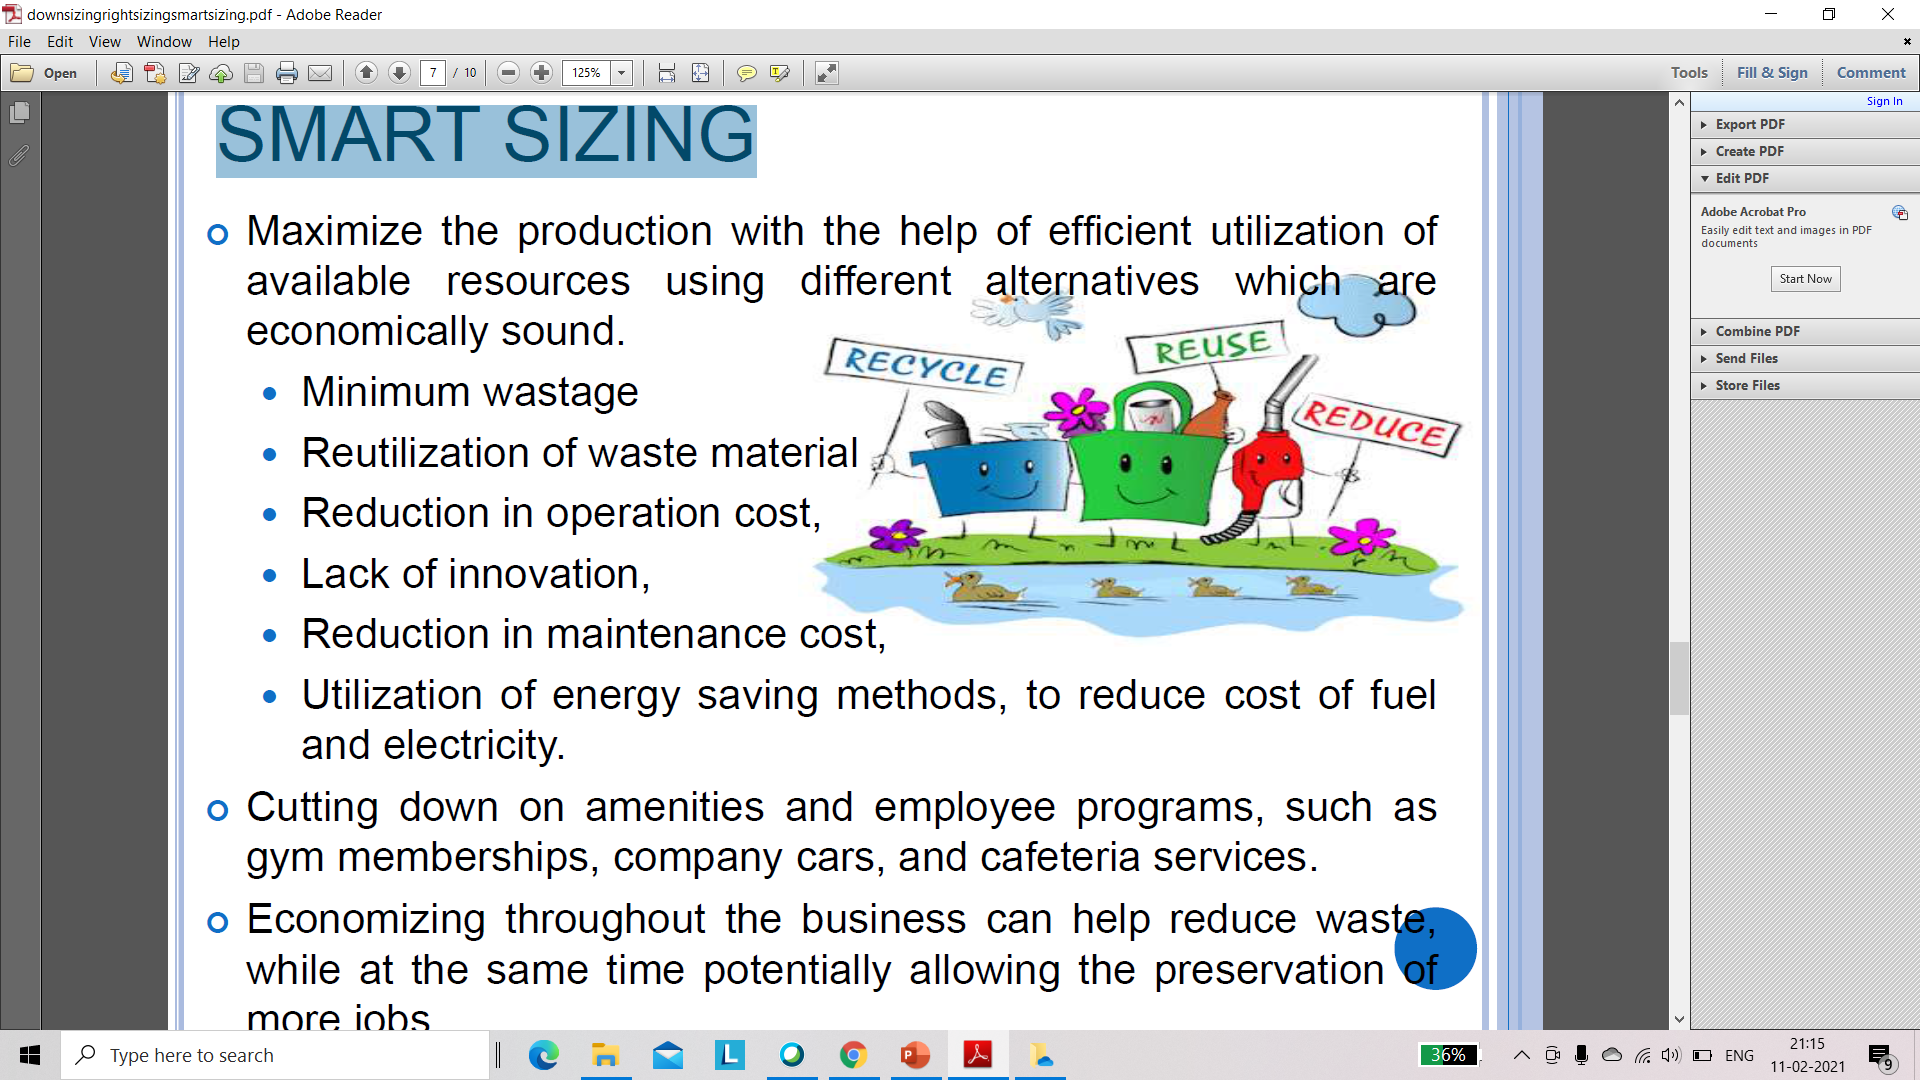 downsizingrightsizingsmartsizing.pdf - Adobe Reader
File Edit View Window Help
Open 7 / 10 125% Tools Fill & Sign Comment
Sign In
Export PDF
Create PDF
Edit PDF
Adobe Acrobat Pro
Easily edit text and images in PDF
documents
Start Now
Combine PDF
Send Files
Store Files
SMART SIZING
Maximize the production with the help of efficient utilization of
available resources using different alternatives which are
economically sound.
RECYCLE
REUSE
REDUCE
Minimum wastage
Reutilization of waste material
Reduction in operation cost,
Lack of innovation,
Reduction in maintenance cost,
Utilization of energy saving methods, to reduce cost of fuel
and electricity.
Cutting down on amenities and employee programs, such as
gym memberships, company cars, and cafeteria services.
Economizing throughout the business can help reduce waste,
while at the same time potentially allowing the preservation of
more jobs
Type here to search
L
P
36%
ENG
21:15
11-02-2021
9